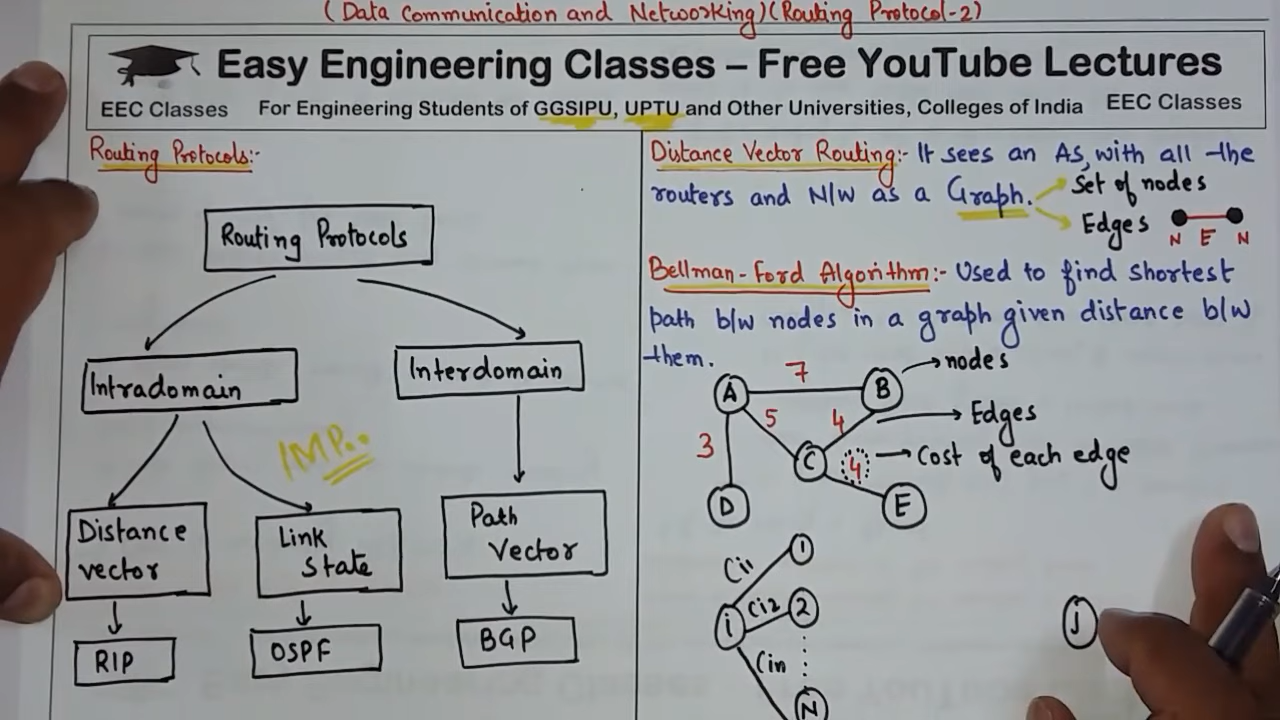 (Data Communication and Networking)(Routing Protocol-2)
Easy Engineering Classes – Free YouTube Lectures
EEC Classes For Engineering Students of GGSIPU, UPTU and Other Universities, Colleges of India EEC Classes
Routing Protocols:-
Routing Protocols
Intradomain
Interdomain
IMP..
Distance vector
Link State
Path Vector
RIP
OSPF
BGP
Distance Vector Routing:- It sees an AS, with all the
routers and N/W as a Graph.
Set of nodes
Edges
N E N
Bellman-Ford Algorithm:- Used to find shortest
path b/w nodes in a graph given distance b/w
them.
A 7 B
nodes
5 4
Edges
3
C 4
Cost of each edge
D E
Ci1 1
i Ci2 2
j
Cin
N